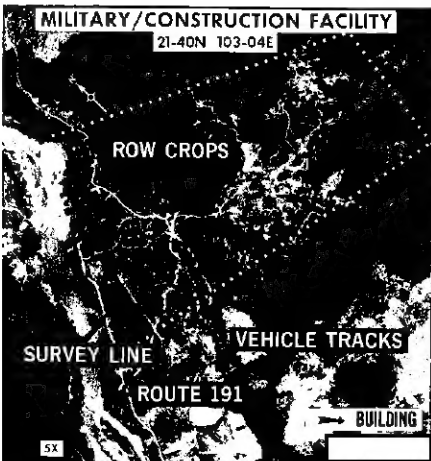 MILITARY/CONSTRUCTION FACILITY
21-40N 103-04E
ROW CROPS
VEHICLE TRACKS
SURVEY LINE
ROUTE 191
BUILDING
5X